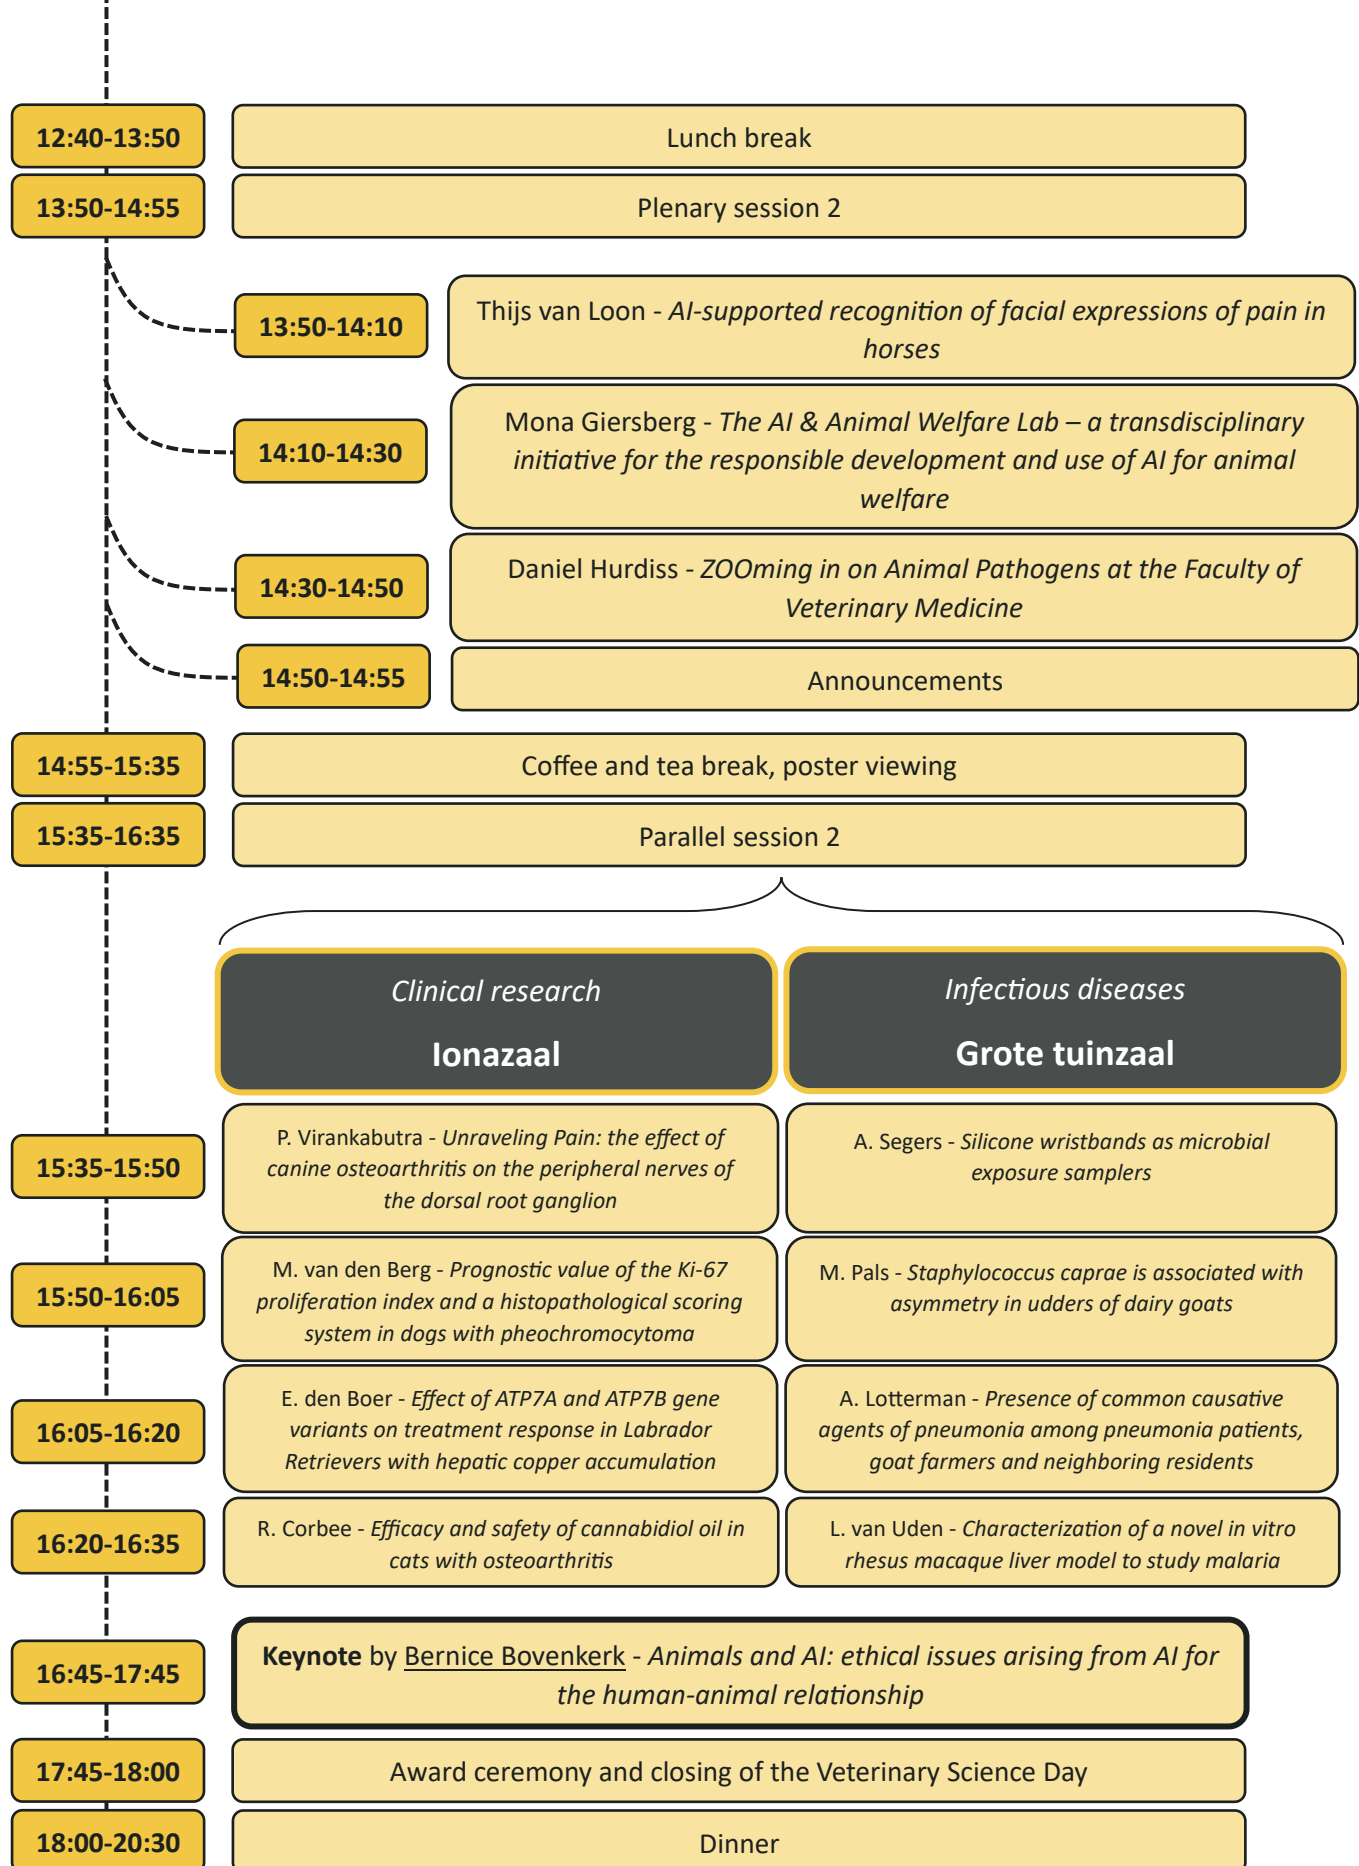 12:40-13:50
Lunch break
13:50-14:55
Plenary session 2
13:50-14:10
Thijs van Loon - AI-supported recognition of facial expressions of pain in
horses
14:10-14:30
Mona Giersberg - The AI & Animal Welfare Lab – a transdisciplinary
initiative for the responsible development and use of AI for animal
welfare
14:30-14:50
Daniel Hurdiss - ZOOming in on Animal Pathogens at the Faculty of
Veterinary Medicine
14:50-14:55
Announcements
14:55-15:35
Coffee and tea break, poster viewing
15:35-16:35
Parallel session 2
Clinical research
Ionazaal
Infectious diseases
Grote tuinzaal
15:35-15:50
P. Virankabutra - Unraveling Pain: the effect of
canine osteoarthritis on the peripheral nerves of
the dorsal root ganglion
A. Segers - Silicone wristbands as microbial
exposure samplers
15:50-16:05
M. van den Berg - Prognostic value of the Ki-67
proliferation index and a histopathological scoring
system in dogs with pheochromocytoma
M. Pals - Staphylococcus caprae is associated with
asymmetry in udders of dairy goats
16:05-16:20
E. den Boer - Effect of ATP7A and ATP7B gene
variants on treatment response in Labrador
Retrievers with hepatic copper accumulation
A. Lotterman - Presence of common causative
agents of pneumonia among pneumonia patients,
goat farmers and neighboring residents
16:20-16:35
R. Corbee - Efficacy and safety of cannabidiol oil in
cats with osteoarthritis
L. van Uden - Characterization of a novel in vitro
rhesus macaque liver model to study malaria
16:45-17:45
Keynote by Bernice Bovenkerk - Animals and AI: ethical issues arising from AI for
the human-animal relationship
17:45-18:00
Award ceremony and closing of the Veterinary Science Day
18:00-20:30
Dinner